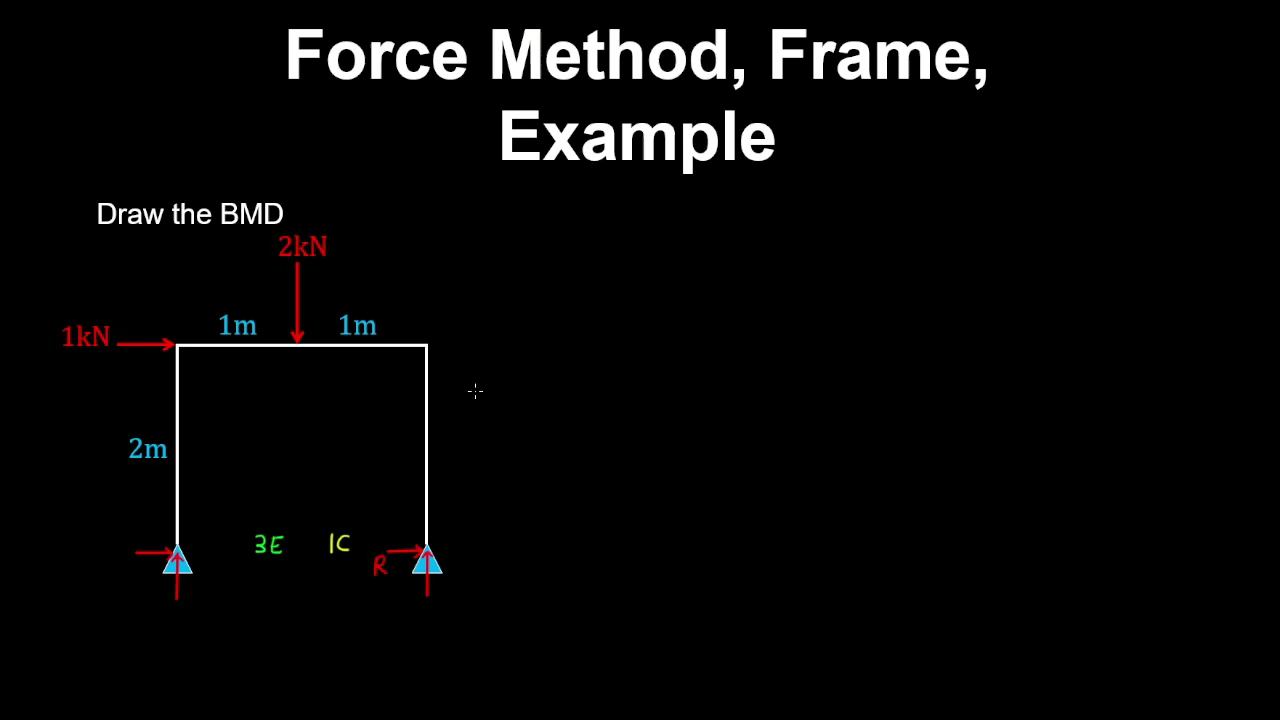 Force Method, Frame,
Example
Draw the BMD
2kN
1m 1m
1kN
2m
3E 1C
R